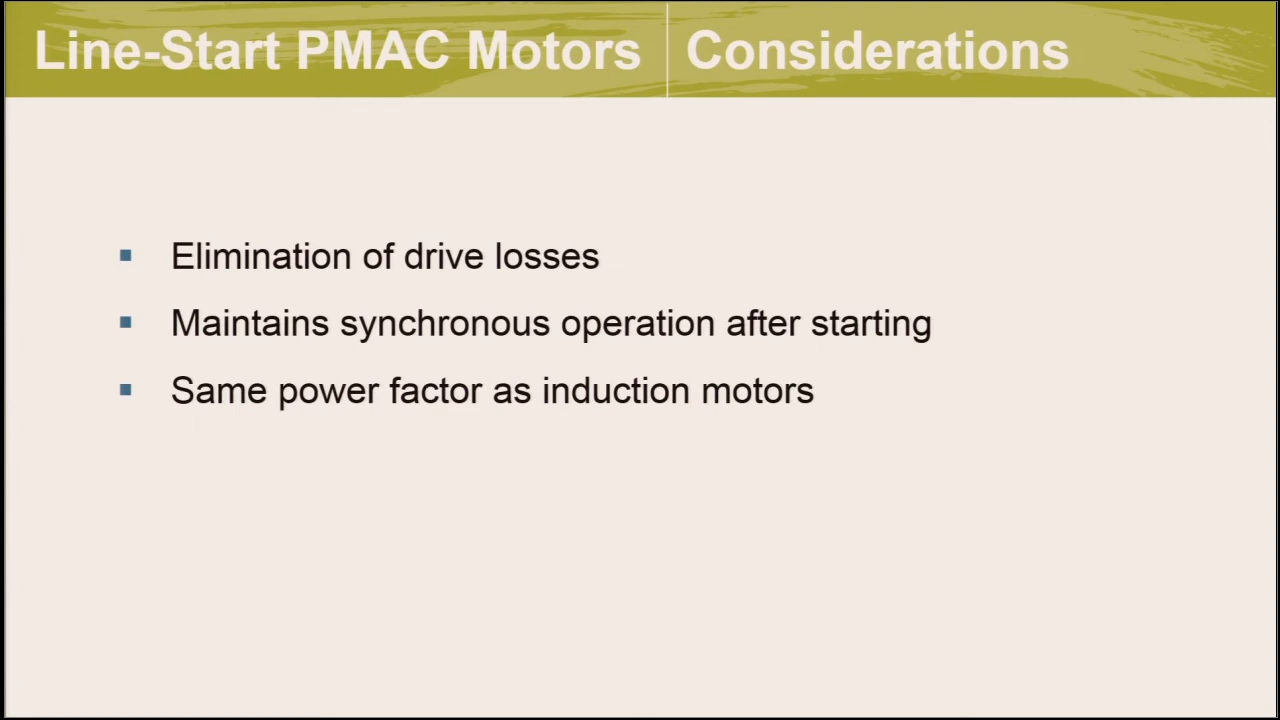 Line-Start PMAC Motors Considerations
Elimination of drive losses
Maintains synchronous operation after starting
Same power factor as induction motors